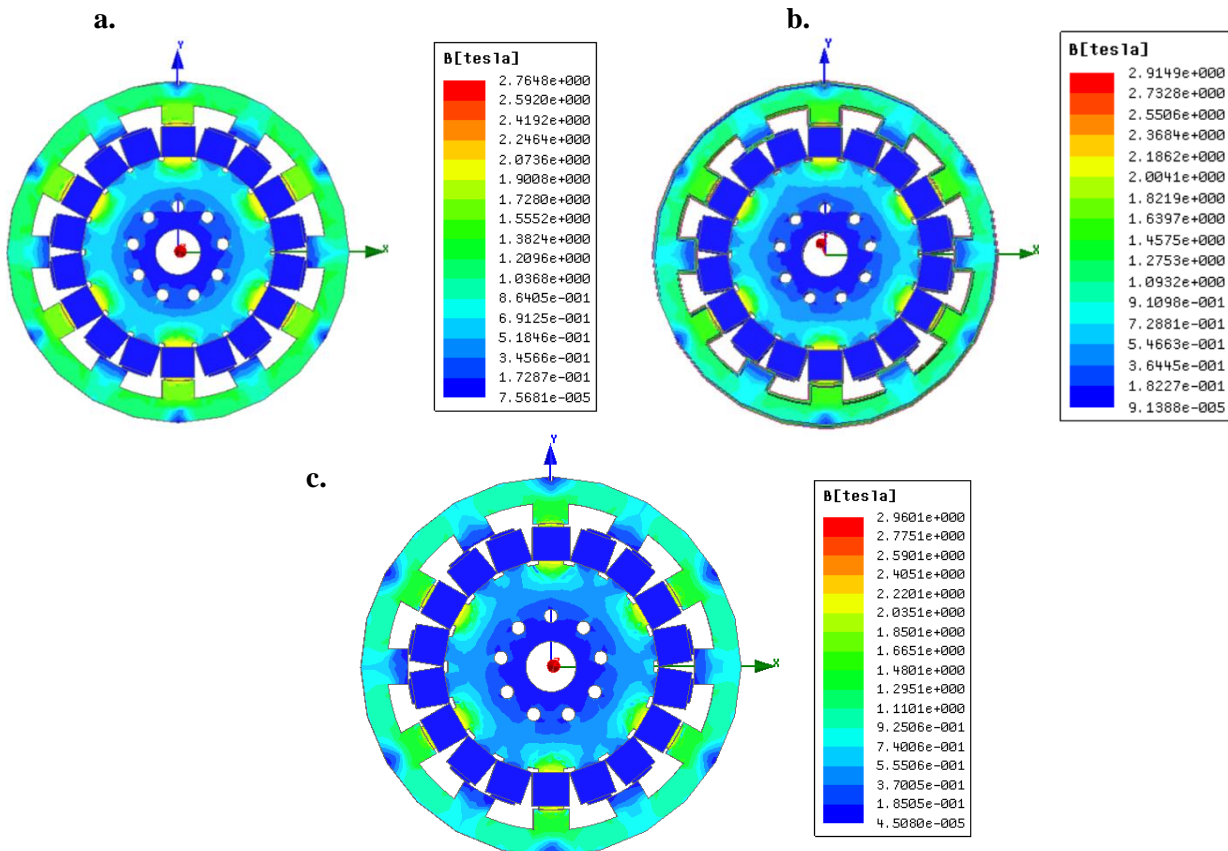 a.
Y
X
B[tesla]
2.7648e+000
2.5920e+000
2.4192e+000
2.2464e+000
2.0736e+000
1.9008e+000
1.7280e+000
1.5552e+000
1.3824e+000
1.2096e+000
1.0368e+000
8.6405e-001
6.9125e-001
5.1846e-001
3.4566e-001
1.7287e-001
7.5681e-005
b.
Y
X
B[tesla]
2.9149e+000
2.7328e+000
2.5506e+000
2.3684e+000
2.1862e+000
2.0041e+000
1.8219e+000
1.6397e+000
1.4575e+000
1.2753e+000
1.0932e+000
9.1098e-001
7.2881e-001
5.4663e-001
3.6445e-001
1.8227e-001
9.1388e-005
c.
Y
X
B[tesla]
2.9601e+000
2.7751e+000
2.5901e+000
2.4051e+000
2.2201e+000
2.0351e+000
1.8501e+000
1.6651e+000
1.4801e+000
1.2951e+000
1.1101e+000
9.2506e-001
7.4006e-001
5.5506e-001
3.7005e-001
1.8505e-001
4.5080e-005